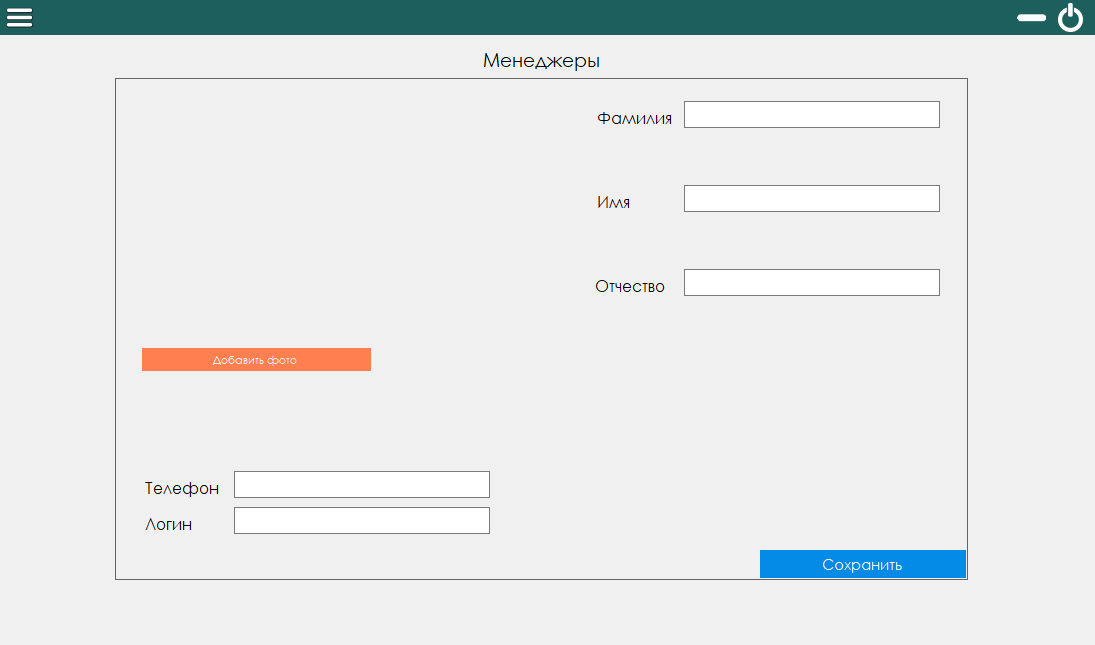 Менеджеры
Фамилия
Имя
Отчество
Добавить фото
Телефон
Логин
Сохранить